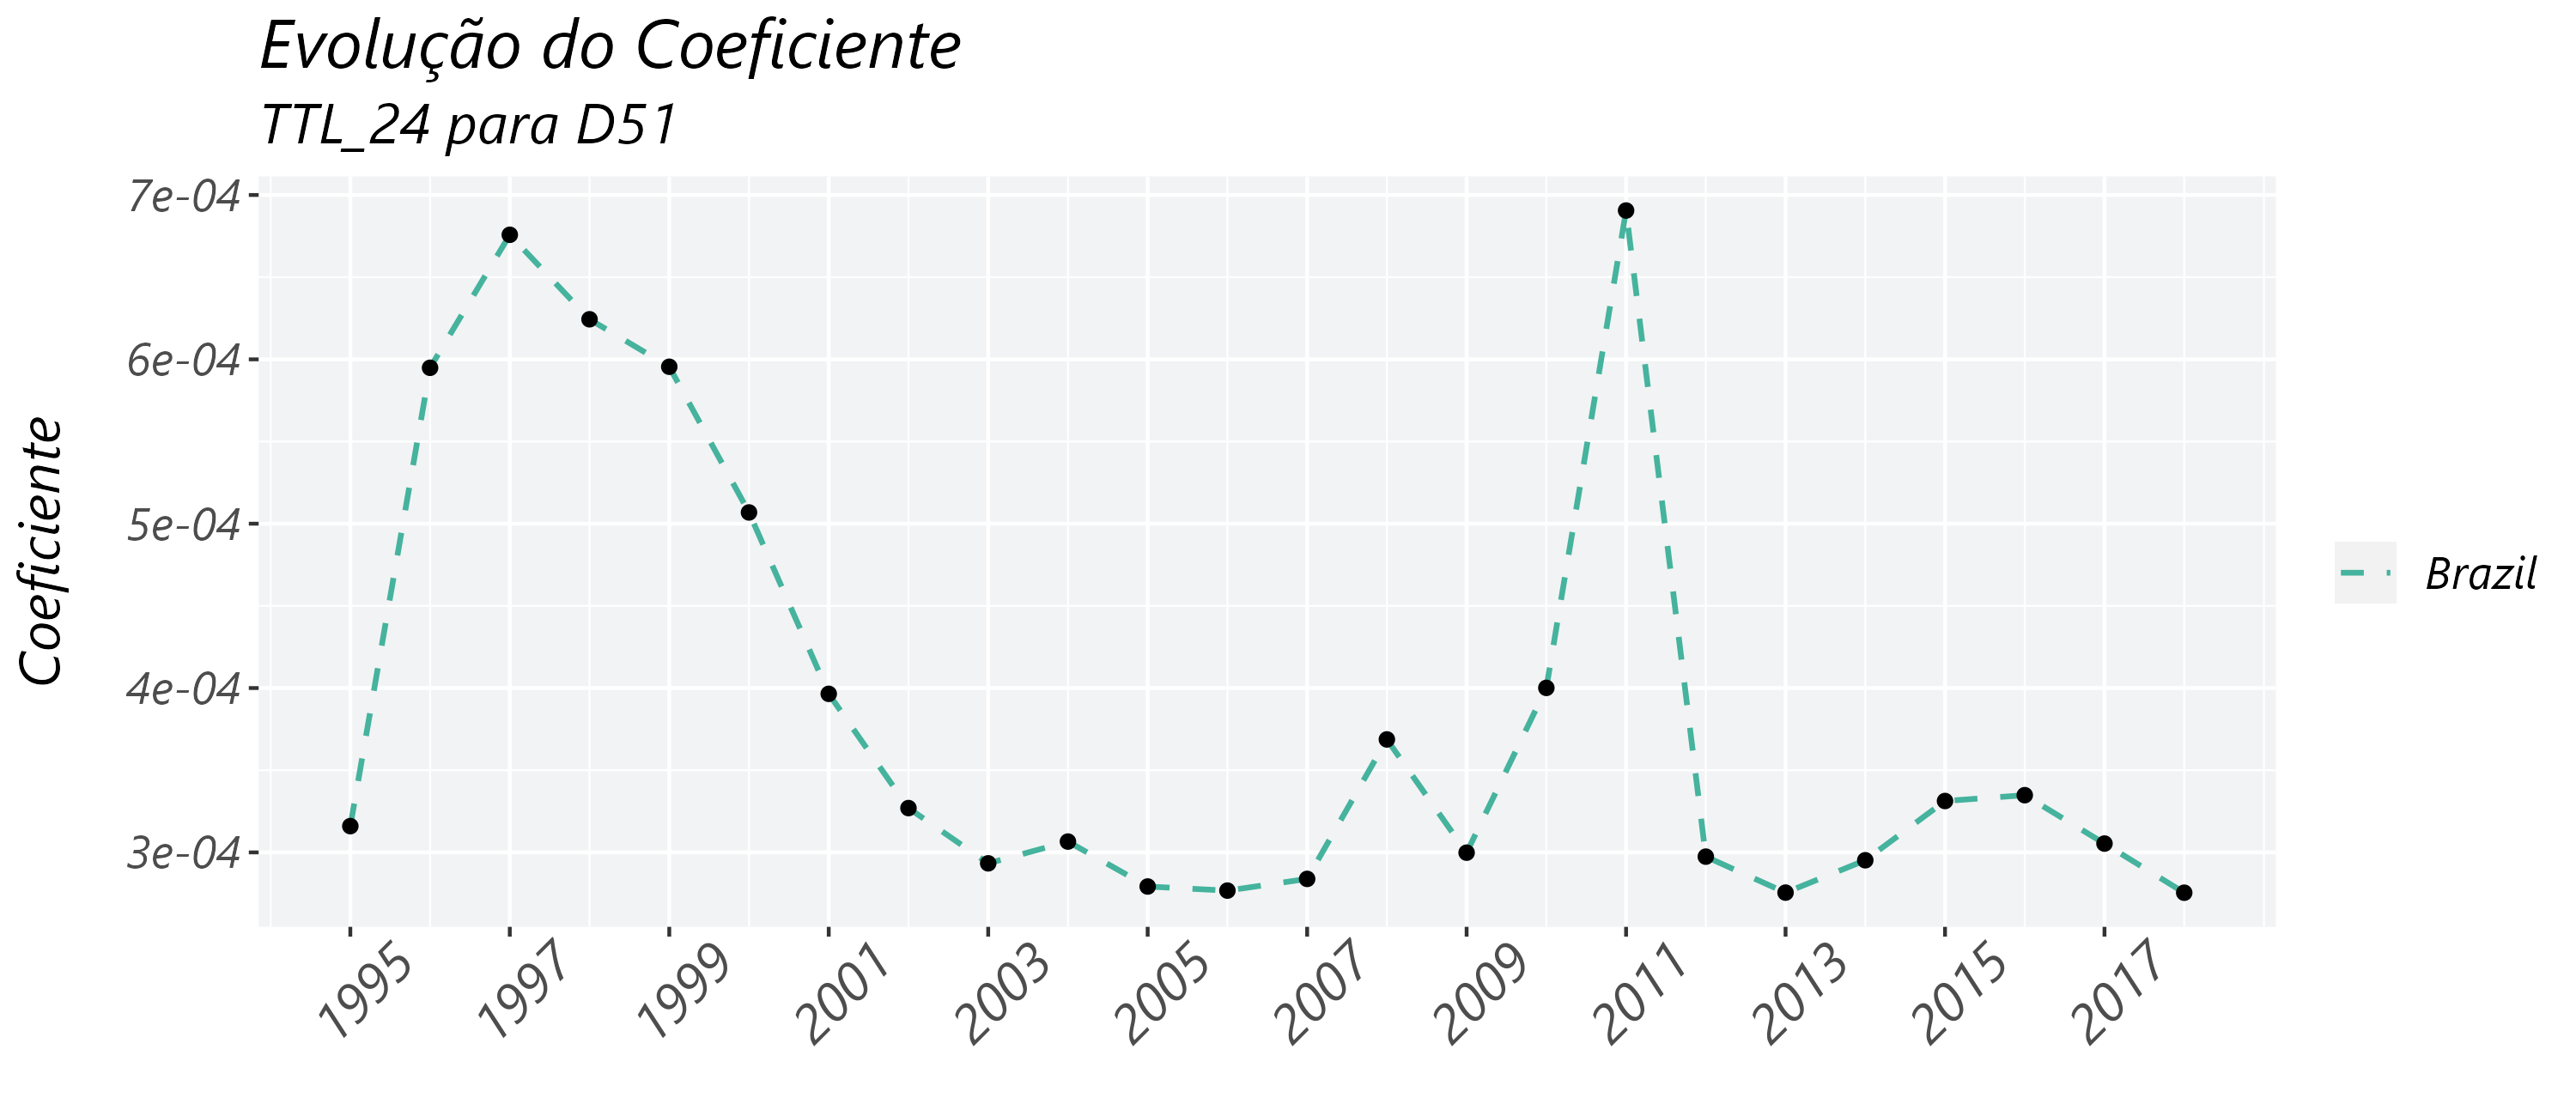 Evolução do Coeficiente
TTL_24 para D51
Coeficiente
7e-04
6e-04
5e-04
4e-04
3e-04
1995
1997
1999
2001
2003
2005
2007
2009
2011
2013
2015
2017
Brazil